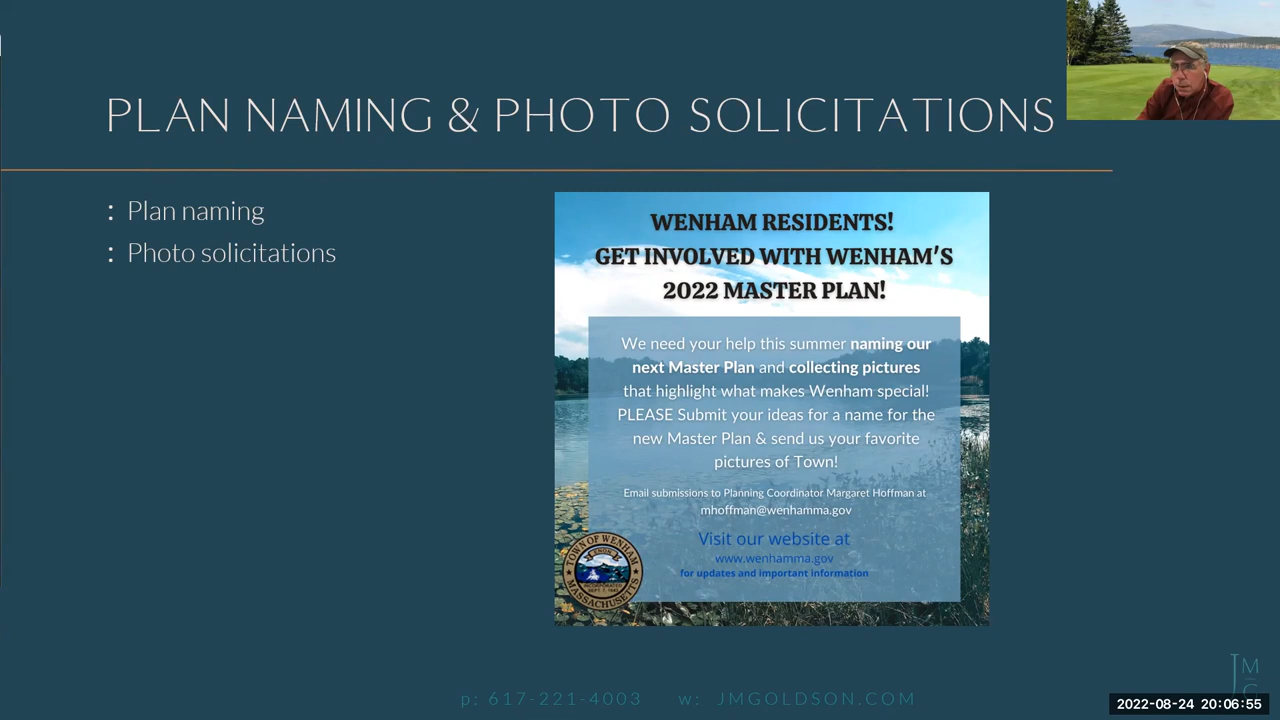 PLAN NAMING & PHOTO SOLICITATIONS
: Plan naming
: Photo solicitations
WENHAM RESIDENTS!
GET INVOLVED WITH WENHAM'S
2022 MASTER PLAN!
We need your help this summer naming our
next Master Plan and collecting pictures
that highlight what makes Wenham special!
PLEASE Submit your ideas for a name for the
new Master Plan & send us your favorite
pictures of Town!
Email submissions to Planning Coordinator Margaret Hoffman at
mhoffman@wenhamma.gov
Visit our website at
www.wenhamma.gov
for updates and important information
TOWN OF WENHAM
MASSACHUSETTS
INCORPORATED
p: 617-221-4003 w: JMGOLDSON.COM
JM
G
2022-08-24 20:06:55